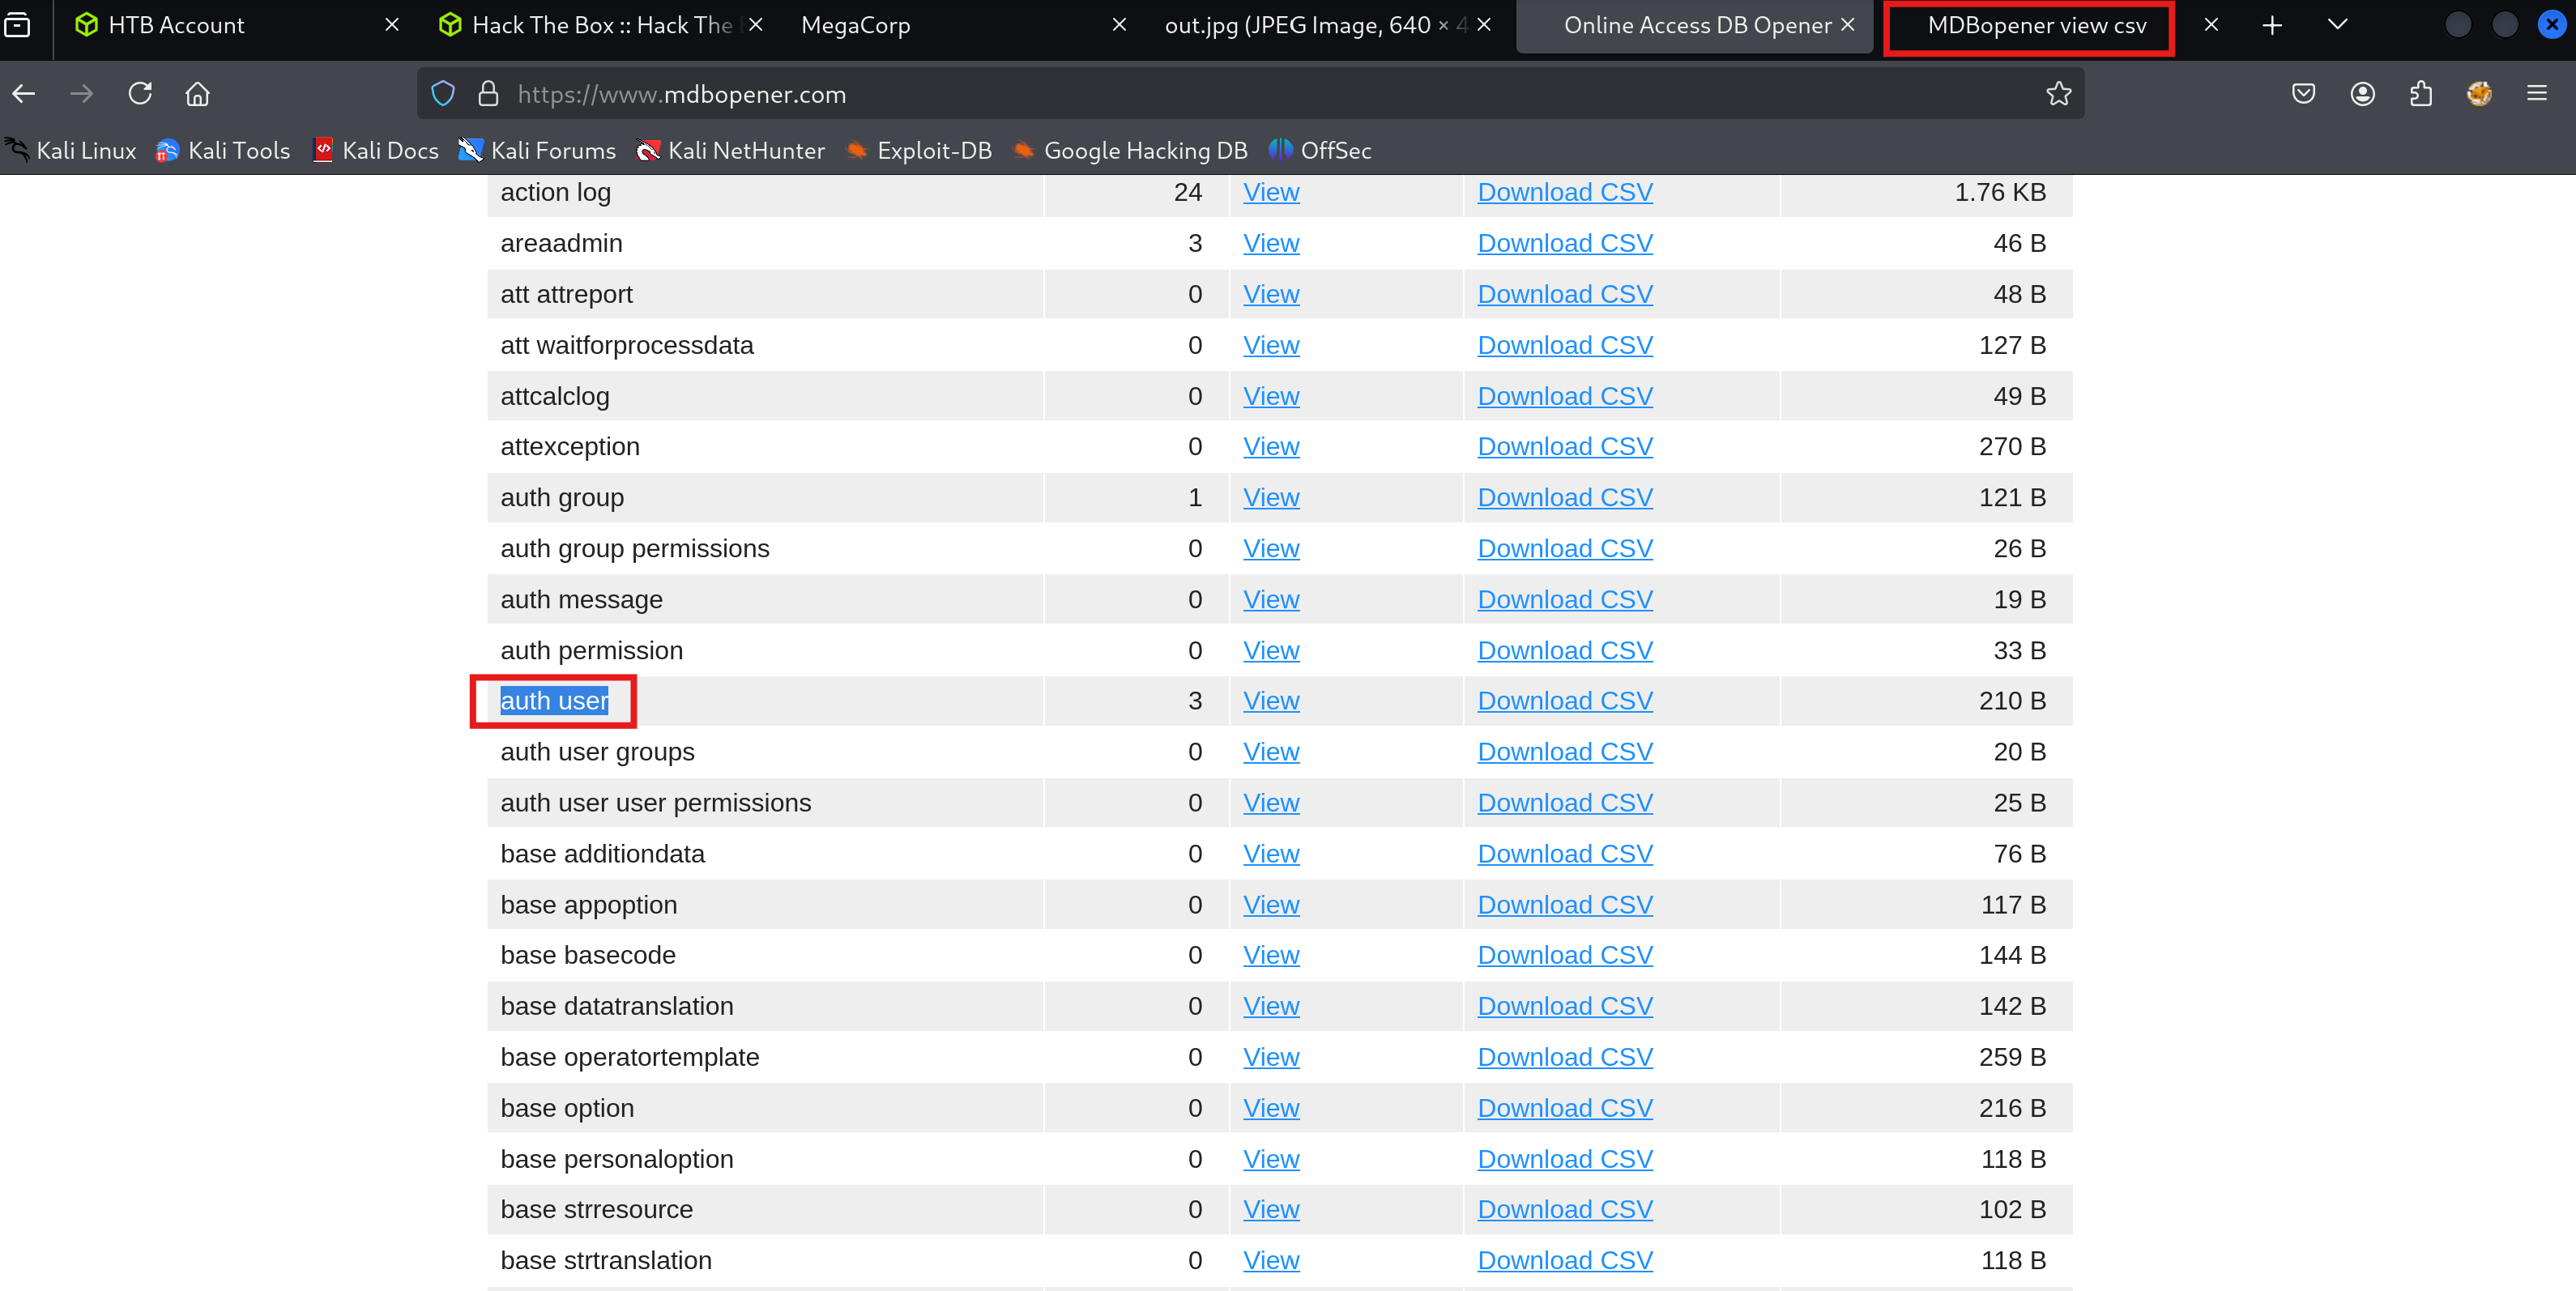 HTB Account
Hack The Box :: Hack The
MegaCorp
out.jpg (JPEG Image, 640 × 4
Online Access DB Opener
MDBopener view csv
https://www.mdbopener.com
Kali Linux Kali Tools Kali Docs Kali Forums Kali NetHunter Exploit-DB Google Hacking DB OffSec
action log 24 View Download CSV 1.76 KB
areaadmin 3 View Download CSV 46 B
att attreport 0 View Download CSV 48 B
att waitforprocessdata 0 View Download CSV 127 B
attcalclog 0 View Download CSV 49 B
attexception 0 View Download CSV 270 B
auth group 1 View Download CSV 121 B
auth group permissions 0 View Download CSV 26 B
auth message 0 View Download CSV 19 B
auth permission 0 View Download CSV 33 B
auth user 3 View Download CSV 210 B
auth user groups 0 View Download CSV 20 B
auth user user permissions 0 View Download CSV 25 B
base additiondata 0 View Download CSV 76 B
base appoption 0 View Download CSV 117 B
base basecode 0 View Download CSV 144 B
base datatranslation 0 View Download CSV 142 B
base operatortemplate 0 View Download CSV 259 B
base option 0 View Download CSV 216 B
base personaloption 0 View Download CSV 118 B
base strresource 0 View Download CSV 102 B
base strtranslation 0 View Download CSV 118 B